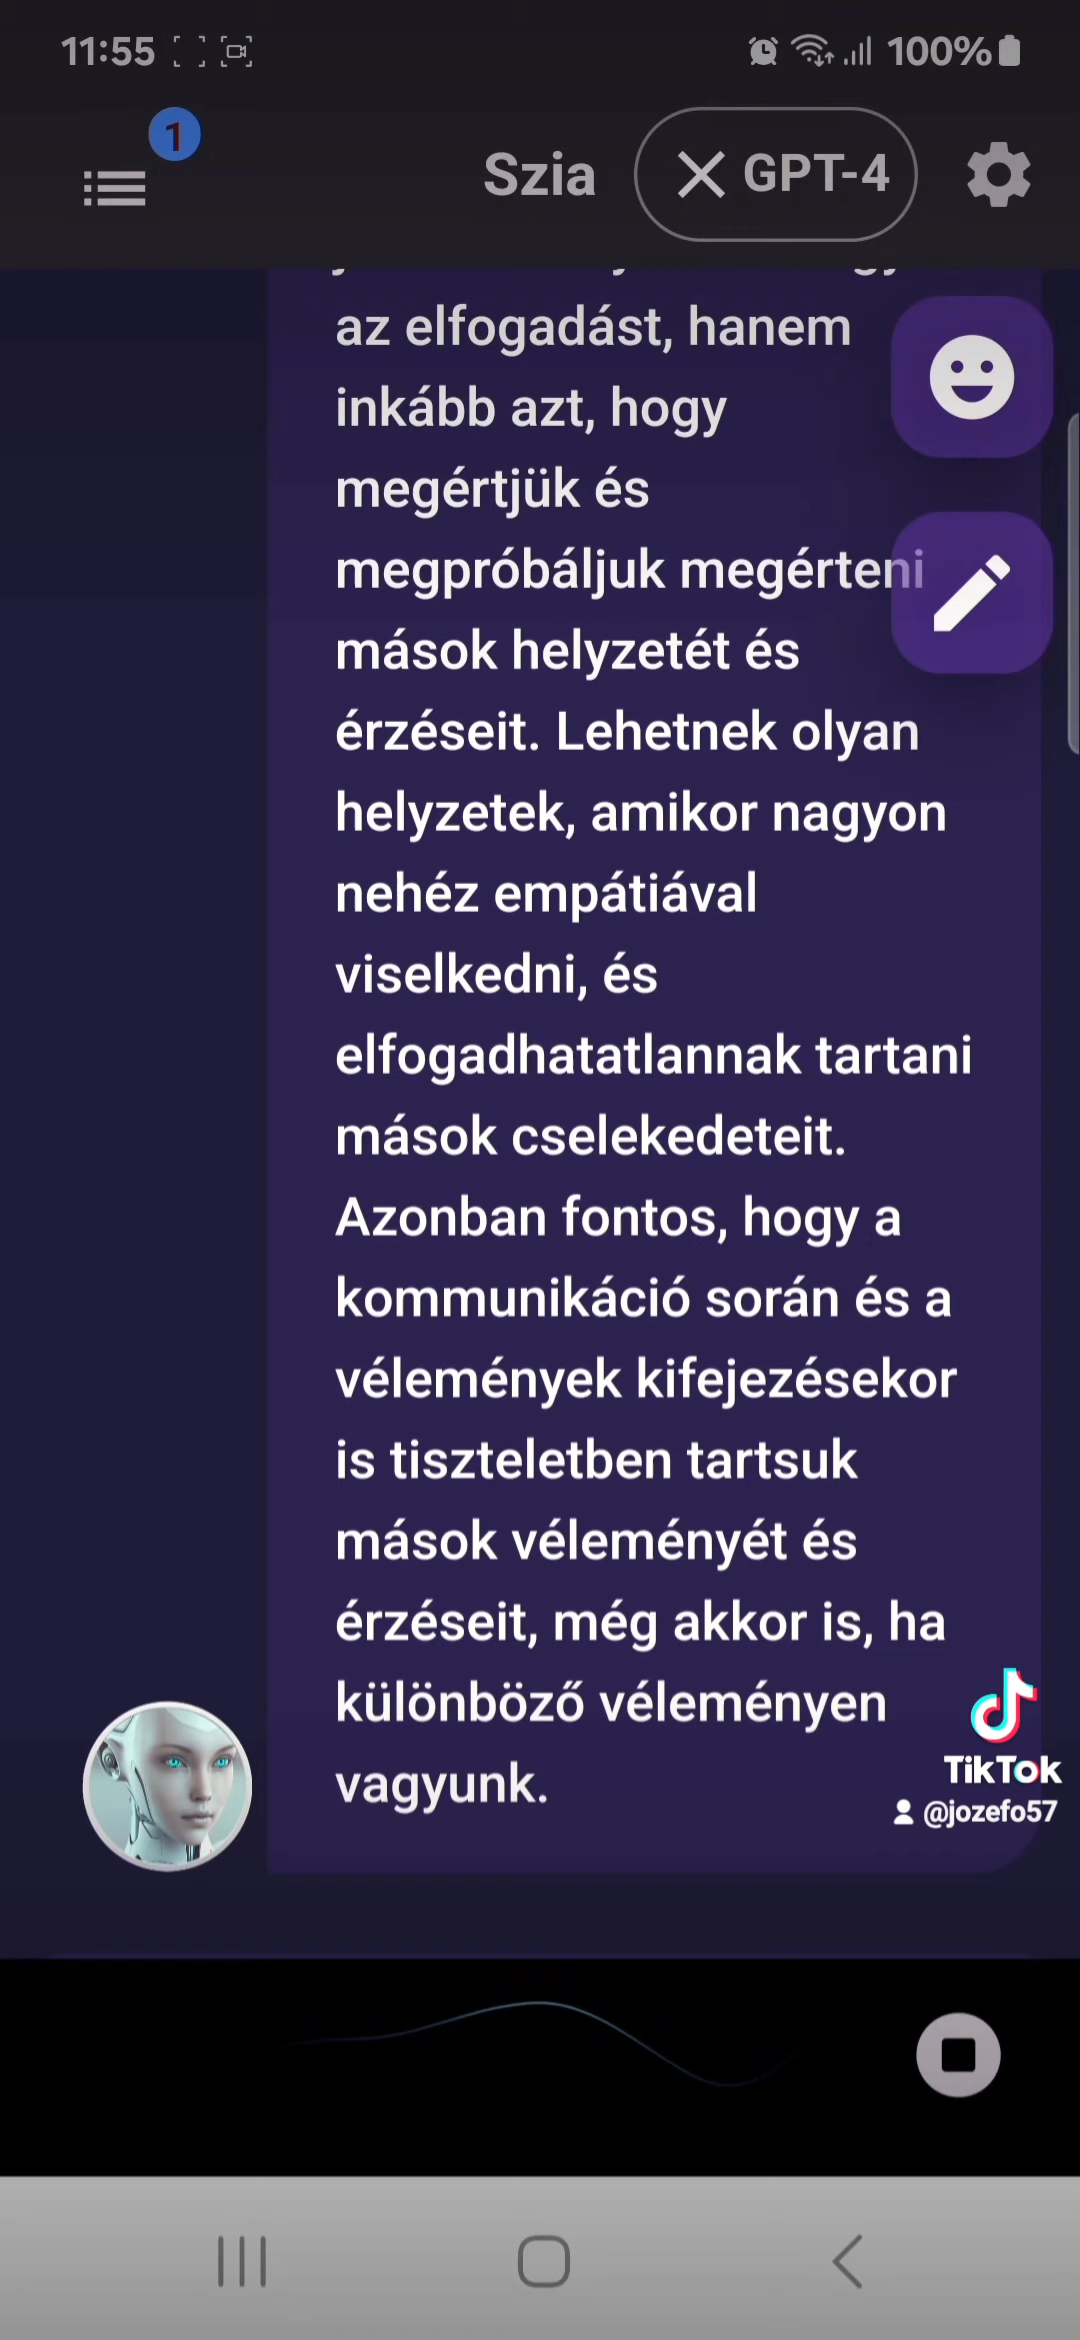 11:55
100%
1
Szia
GPT-4
az elfogadást, hanem
inkább azt, hogy
megértjük és
megpróbáljuk megérteni
mások helyzetét és
érzéseit. Lehetnek olyan
helyzetek, amikor nagyon
nehéz empátiával
viselkedni, és
elfogadhatatlannak tartani
mások cselekedeteit.
Azonban fontos, hogy a
kommunikáció során és a
vélemények kifejezésekor
is tiszteletben tartsuk
mások véleményét és
érzéseit, még akkor is, ha
különböző véleményen
vagyunk.
TikTok
@jozefo57